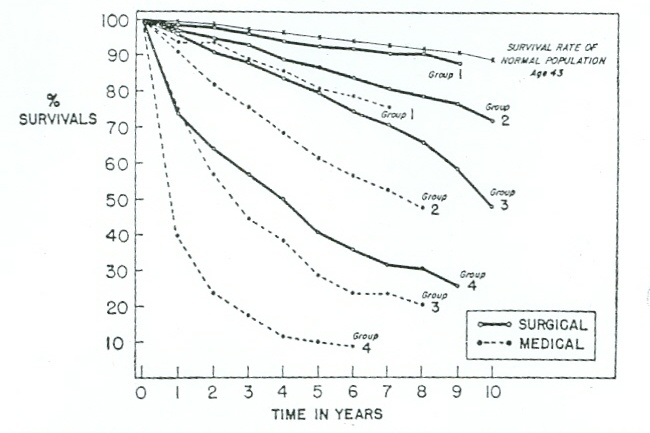 100
90
80
70
60
50
40
30
20
10
%
SURVIVALS
SURVIVAL RATE OF
NORMAL POPULATION
Age 43
Group 1
Group 1
Group
2
Group
3
Group
2
Group
4
Group
3
Group
4
SURGICAL
MEDICAL
0 1 2 3 4 5 6 7 8 9 10
TIME IN YEARS